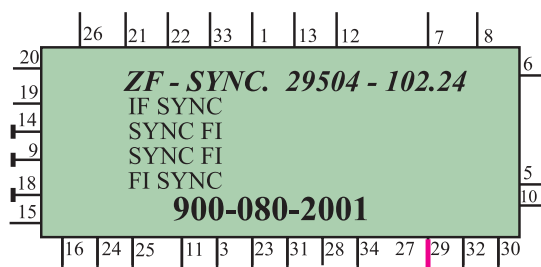 26 21 22 33 1 13 12 7 8
20
6
ZF - SYNC. 29504 - 102.24
19
IF SYNC
14
SYNC FI
9
SYNC FI
18
FI SYNC
5
10
15
900-080-2001
16 24 25 11 3 23 31 28 34 27 29 32 30